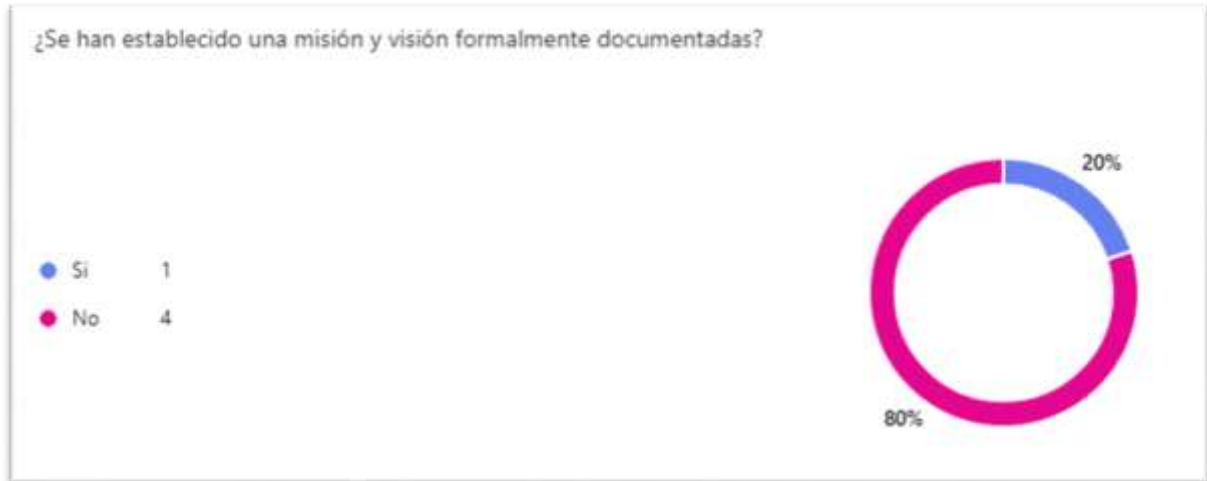 ¿Se han establecido una misión y visión formalmente documentadas?
20%
Si 1
No 4
80%